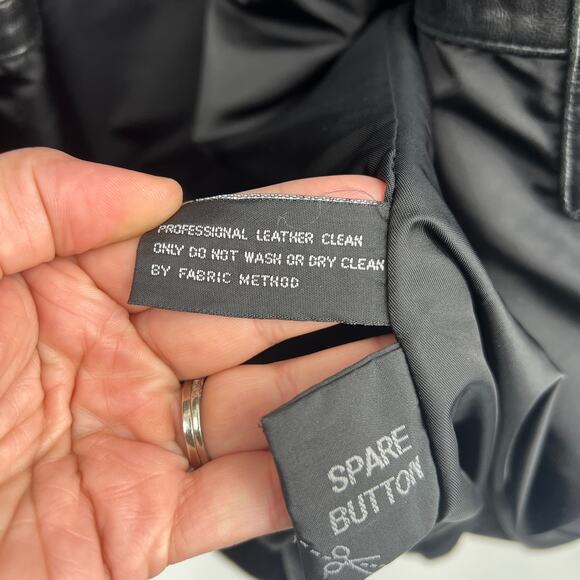 PROFESSIONAL LEATHER CLEAN
ONLY DO NOT WASH OR DRY CLEAN
BY FABRIC METHOD
SPARE
BUTTON